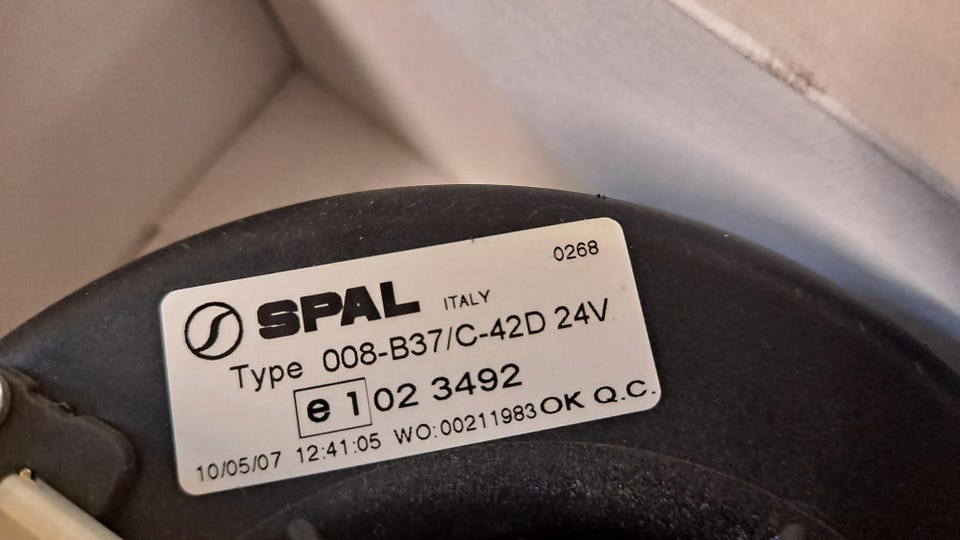 0268
SPAL ITALY
Type 008-B37/C-42D 24V
e 1 02 3492
10/05/07 12:41:05 WO:00211983 OK Q.C.